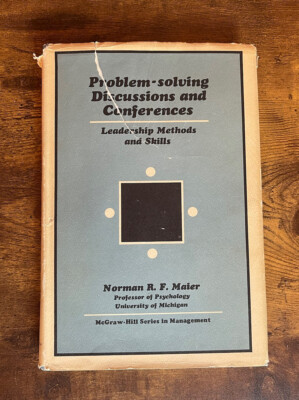 Problem-solving
Discussions and
Conferences
Leadership Methods
and Skills
Norman R. F. Maier
Professor of Psychology
University of Michigan
McGraw-Hill Series in Management